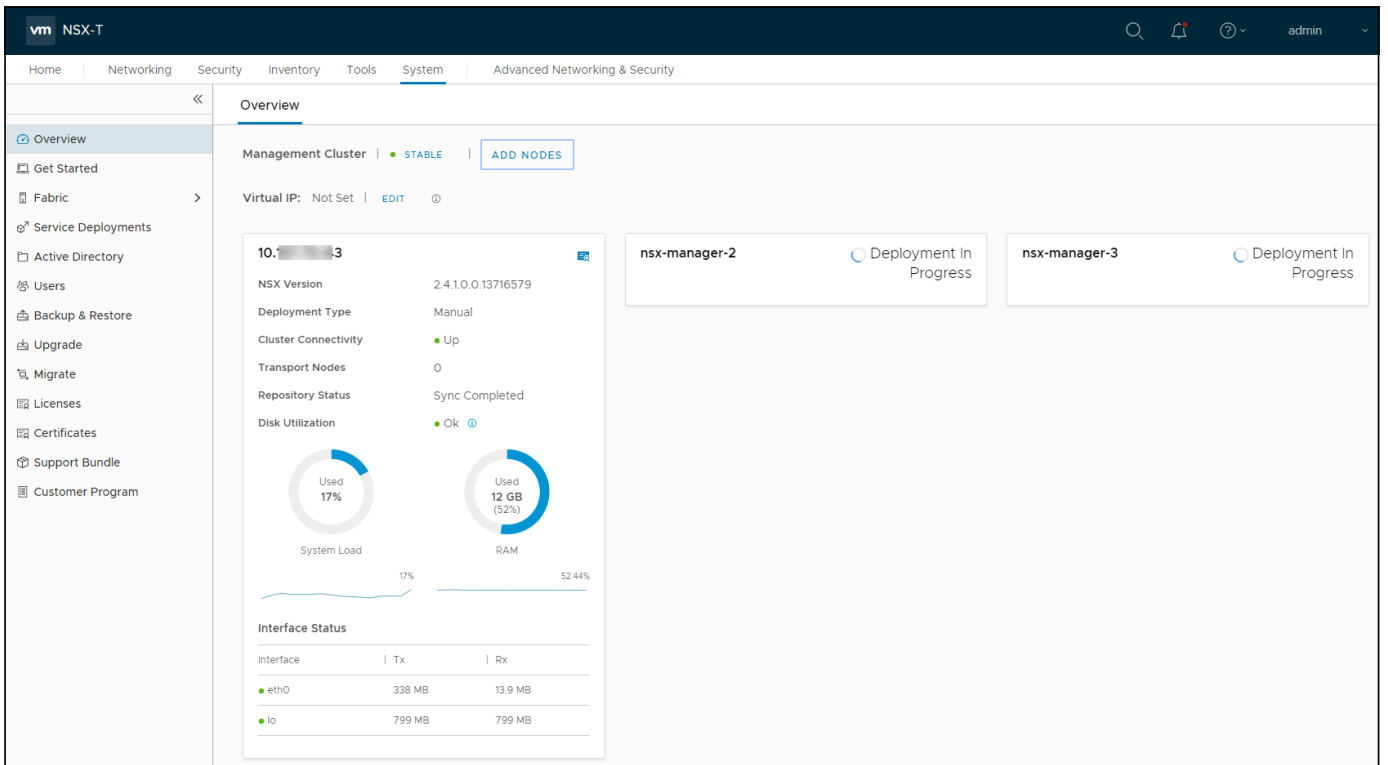 vm NSX-T admin
Home Networking Security Inventory Tools System Advanced Networking & Security
Overview
Overview
Get Started
Fabric
Service Deployments
Active Directory
Users
Backup & Restore
Upgrade
Migrate
Licenses
Certificates
Support Bundle
Customer Program
Management Cluster | STABLE | ADD NODES
Virtual IP: Not Set | EDIT
NSX Version 2.4.1.0.0.13716579
Deployment Type Manual
Cluster Connectivity Up
Transport Nodes 0
Repository Status Sync Completed
Disk Utilization Ok
Used
17%
System Load
17%
Used
12 GB
(52%)
RAM
52.44%
Interface Status
Interface | Tx | Rx
eth0 338 MB 13.9 MB
lo 799 MB 799 MB
nsx-manager-2 Deployment In
Progress
nsx-manager-3 Deployment In
Progress